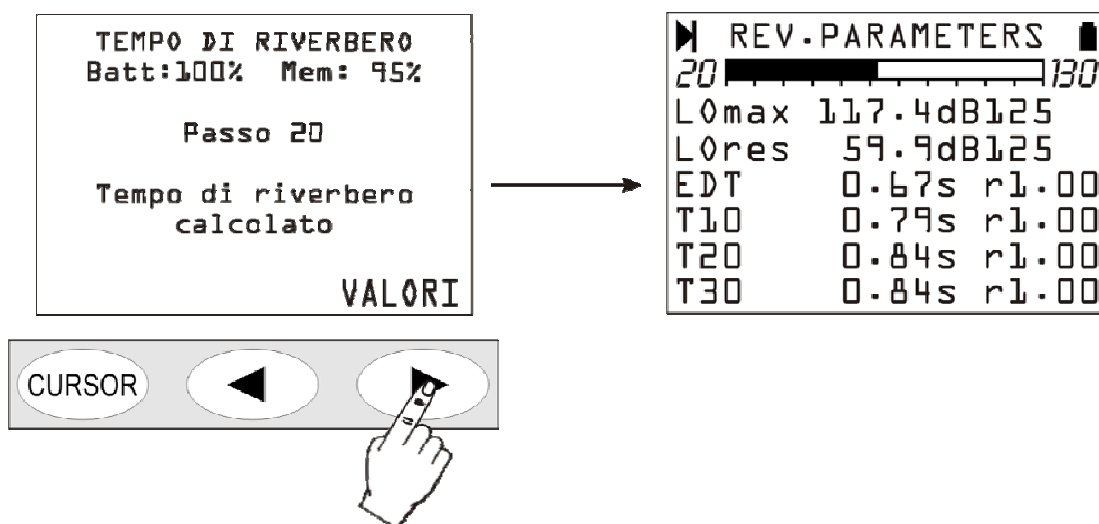 TEMPO DI RIVERBERO
Batt:100% Mem: 95%
Passo 20
Tempo di riverbero
calcolato
VALORI
CURSOR
REV.PARAMETERS
20 130
L0max 117.4dB125
L0res 59.9dB125
EDT 0.67s r1.00
T10 0.79s r1.00
T20 0.84s r1.00
T30 0.84s r1.00